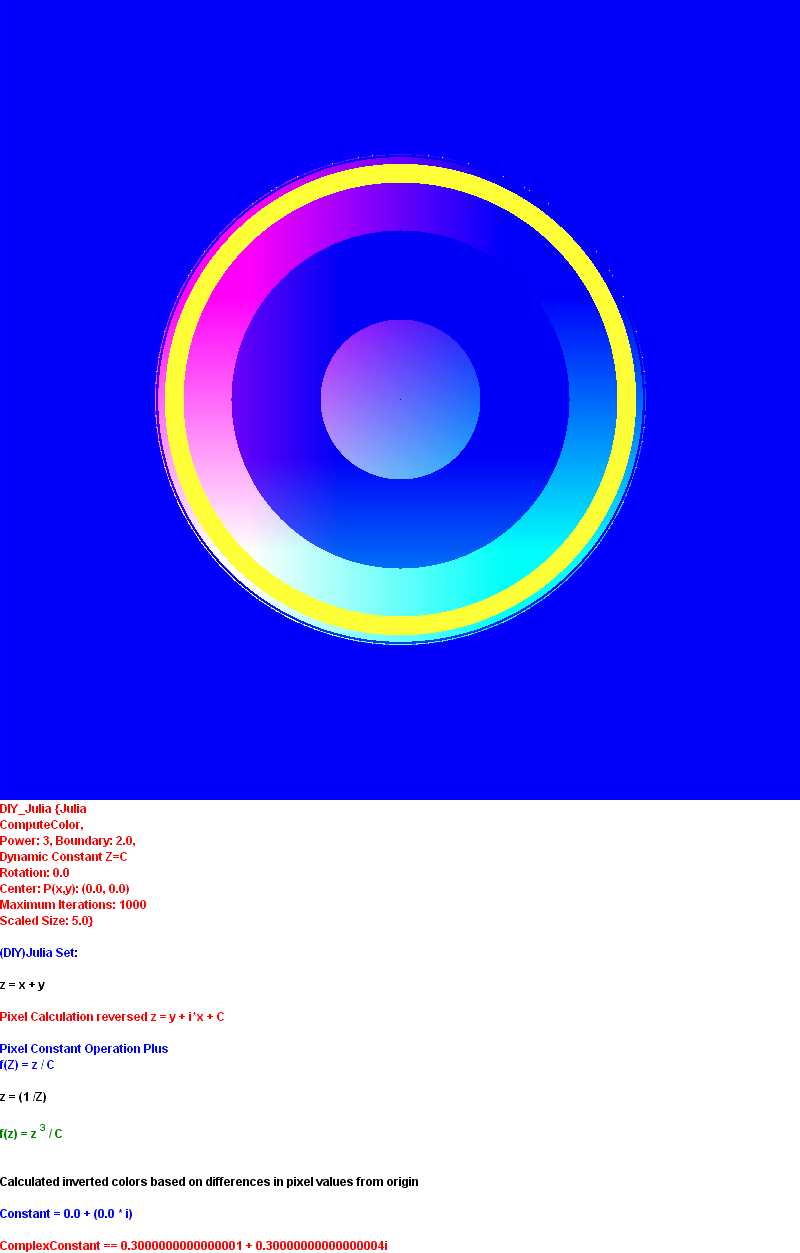 DIY_Julia {Julia
ComputeColor,
Power: 3, Boundary: 2.0,
Dynamic Constant Z=C
Rotation: 0.0
Center: P(x,y): (0.0, 0.0)
Maximum Iterations: 1000
Scaled Size: 5.0}
(DIY)Julia Set:
z = x + y
Pixel Calculation reversed z = y + i*x + C
Pixel Constant Operation Plus
f(Z) = z / C
z = (1 /Z)
f(z) = z ³ / C
Calculated inverted colors based on differences in pixel values from origin
Constant = 0.0 + (0.0 * i)
ComplexConstant == 0.3000000000000001 + 0.30000000000000004i